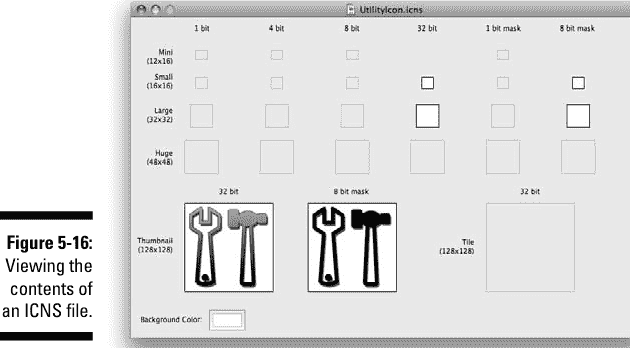 UtilityIcon.icns
1 bit 4 bit 8 bit 32 bit 1 bit mask 8 bit mask
Mini
(12x16)
Small
(16x16)
Large
(32x32)
Huge
(48x48)
32 bit 8 bit mask 32 bit
Thumbnail
(128x128)
Tile
(128x128)
Background Color:
Figure 5-16:
Viewing the
contents of
an ICNS file.